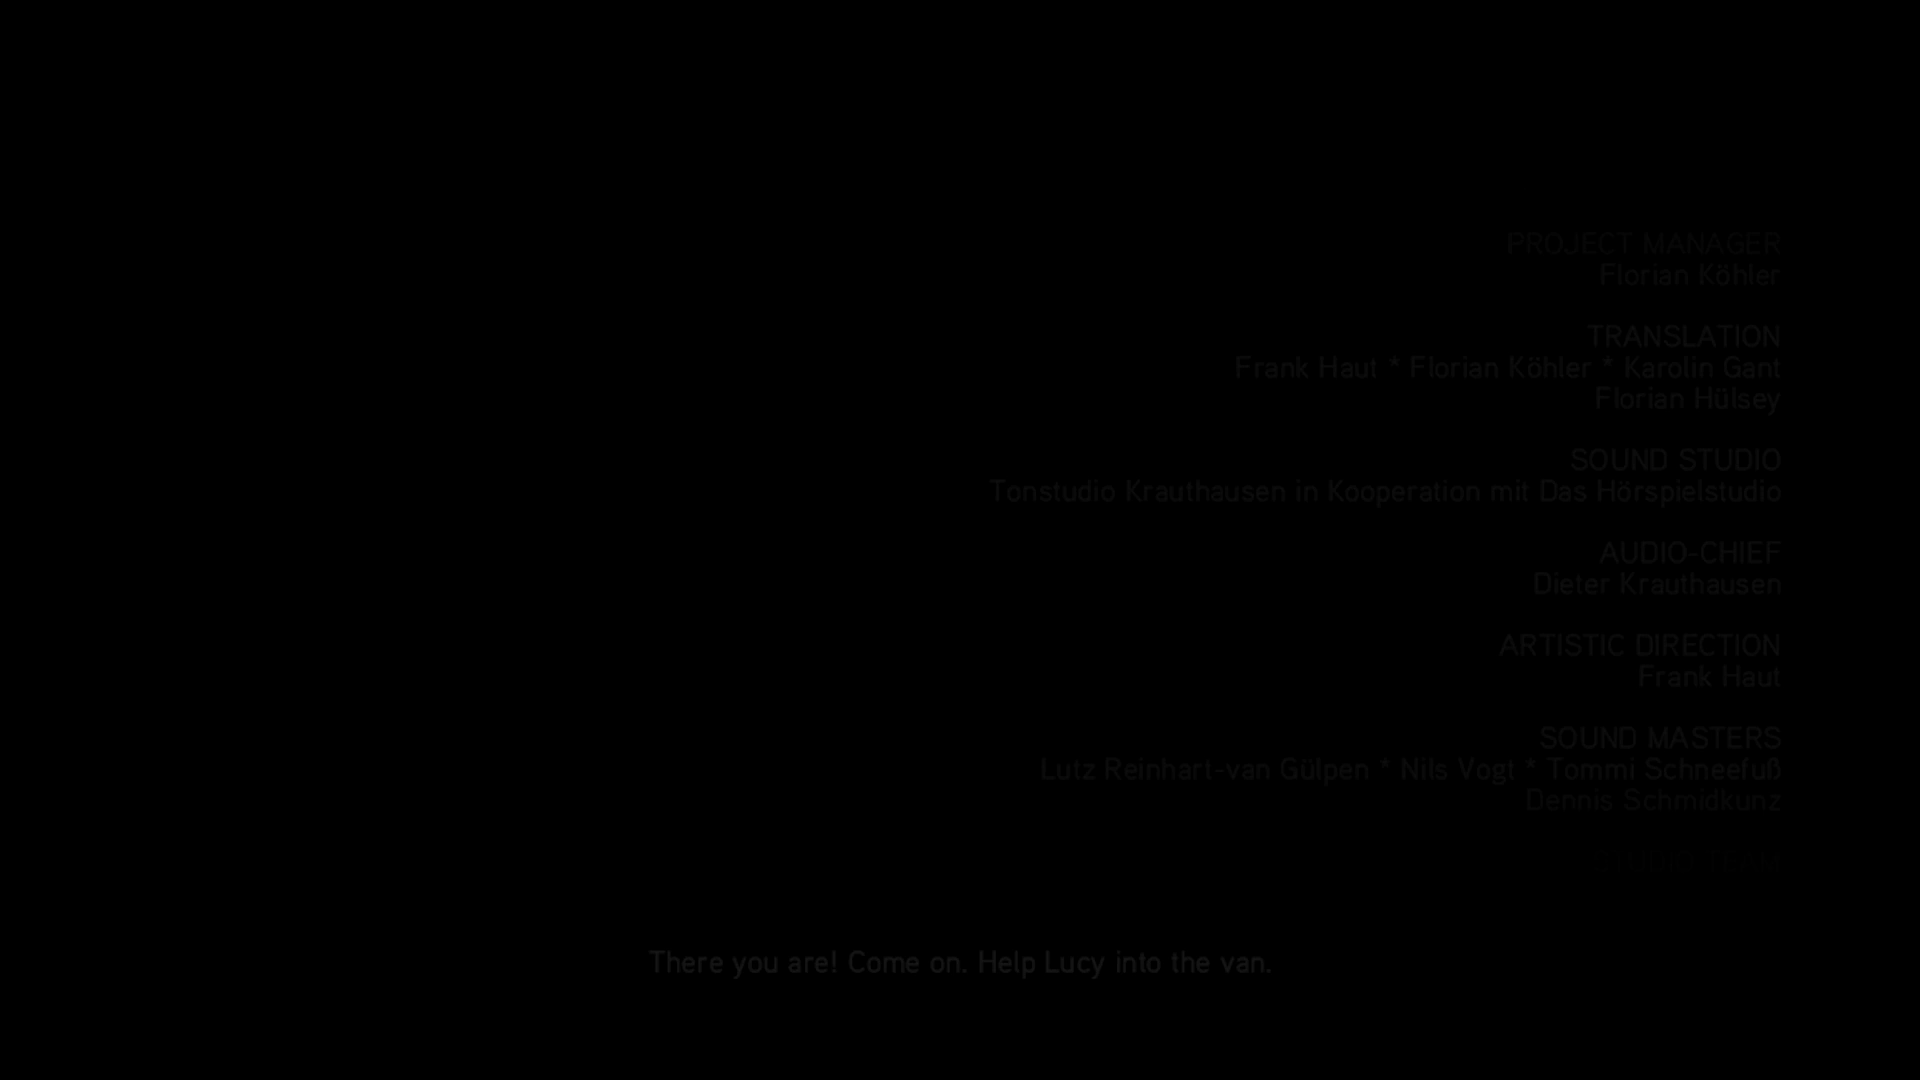 PROJECT MANAGER
Florian Köhler
TRANSLATION
Frank Haut * Florian Köhler * Karolin Gant
Florian Hülsey
SOUND STUDIO
Tonstudio Krauthausen in Kooperation mit Das Hörspielstudio
AUDIO-CHIEF
Dieter Krauthausen
ARTISTIC DIRECTION
Frank Haut
SOUND MASTERS
Lutz Reinhart-van Gülpen * Nils Vogt * Tommi Schneefuß
Dennis Schmidkunz
There you are! Come on. Help Lucy into the van.